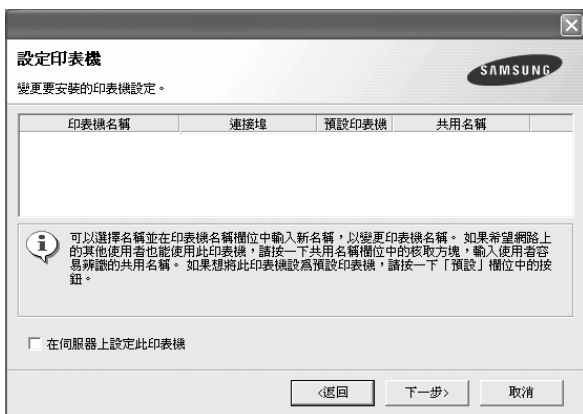 設定印表機
變更要安裝的印表機設定。
SAMSUNG
印表機名稱 連接埠 預設印表機 共用名稱
可以選擇名稱並在印表機名稱欄位中輸入新名稱，以變更印表機名稱。 如果希望網路上
的其他使用者也能使用此印表機，請按一下共用名稱欄位中的核取方塊，輸入使用者容
易辨識的共用名稱。 如果想將此印表機設為預設印表機，請按一下「預設」欄位中的按
鈕。
在伺服器上設定此印表機
<返回 下一步> 取消